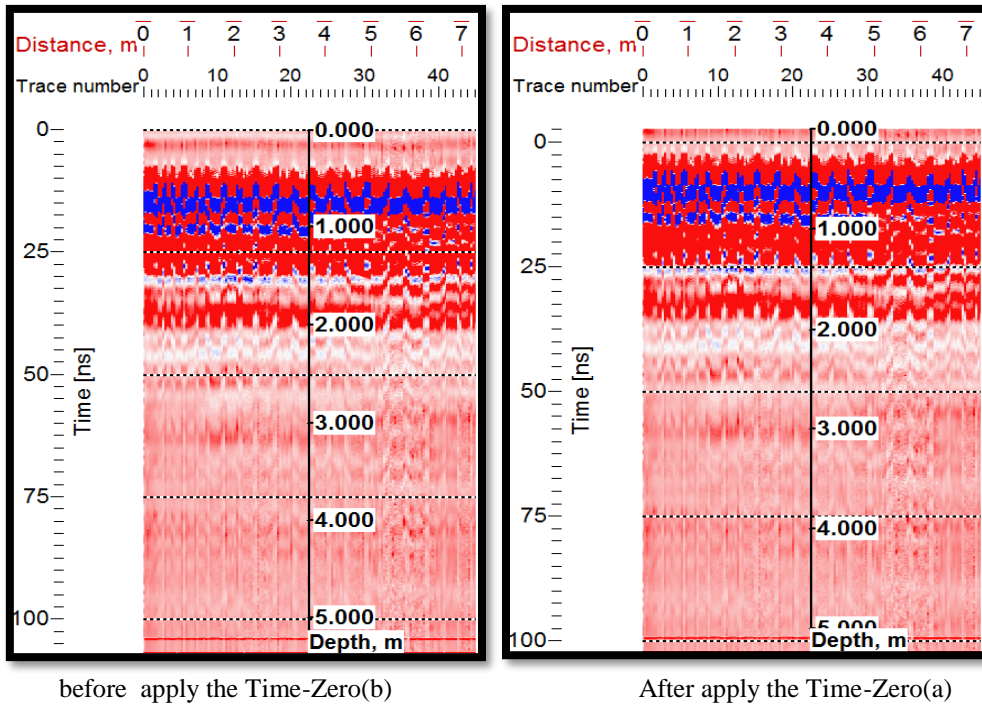 0 1 2 3 4 5 6 7
Distance, m
0 10 20 30 40
Trace number
0
0.000
1.000
25
2.000
50
3.000
75
4.000
100
5.000
Depth, m
Time [ns]
before apply the Time-Zero(b)
0 1 2 3 4 5 6 7
Distance, m
0 10 20 30 40
Trace number
0.000
0
1.000
25
2.000
50
3.000
75
4.000
5.000
100
Depth, m
Time [ns]
After apply the Time-Zero(a)